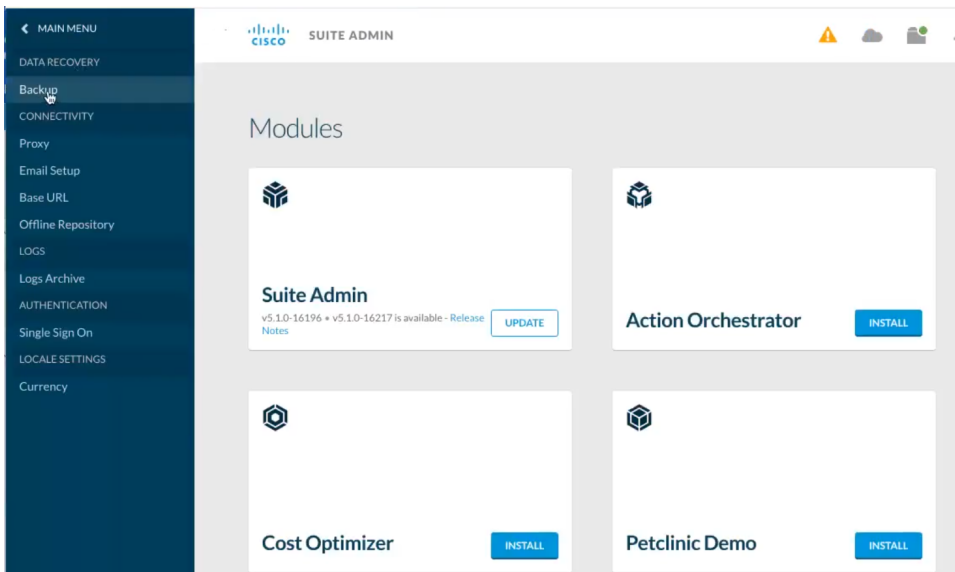 MAIN MENU
DATA RECOVERY
Backup
CONNECTIVITY
Proxy
Email Setup
Base URL
Offline Repository
LOGS
Logs Archive
AUTHENTICATION
Single Sign On
LOCALE SETTINGS
Currency
CISCO SUITE ADMIN
Modules
Suite Admin
v5.1.0-16196 • v5.1.0-16217 is available - Release
Notes
UPDATE
Action Orchestrator
INSTALL
Cost Optimizer
INSTALL
Petclinic Demo
INSTALL